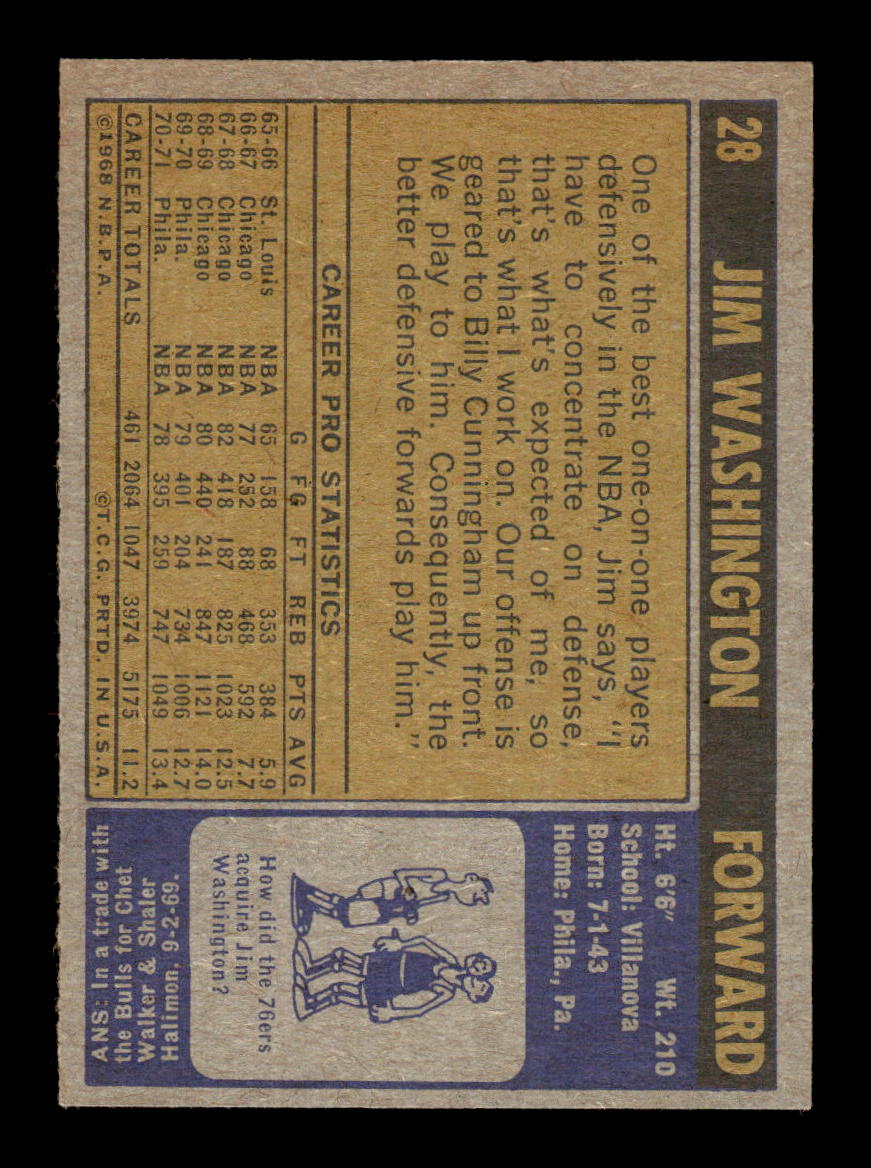 28 JIM WASHINGTON FORWARD
One of the best one-on-one players
defensively in the NBA, Jim says, "I
have to concentrate on defense,
that's what's expected of me, so
that's what I work on. Our offense is
geared to Billy Cunningham up front.
We play to him. Consequently, the
better defensive forwards play him."
CAREER PRO STATISTICS
G FG FT REB PTS AVG
65-66 St. Louis NBA 65 158 68 353 384 5.9
66-67 Chicago NBA 77 252 88 468 592 7.7
67-68 Chicago NBA 82 418 187 825 1023 12.5
68-69 Chicago NBA 80 440 241 847 1121 14.0
69-70 Phila. NBA 79 401 204 734 1006 12.7
70-71 Phila. NBA 78 395 259 747 1049 13.4
CAREER TOTALS 461 2064 1047 3974 5175 11.2
©1968 N.B.P.A. ©T.C.G. PRTD. IN U.S.A.
Ht. 6'6" Wt. 210
School: Villanova
Born: 7-1-43
Home: Phila., Pa.
How did the 76ers
acquire Jim
Washington?
ANS: In a trade with
the Bulls for Chet
Walker & Shaler
Halimon, 9-2-69.